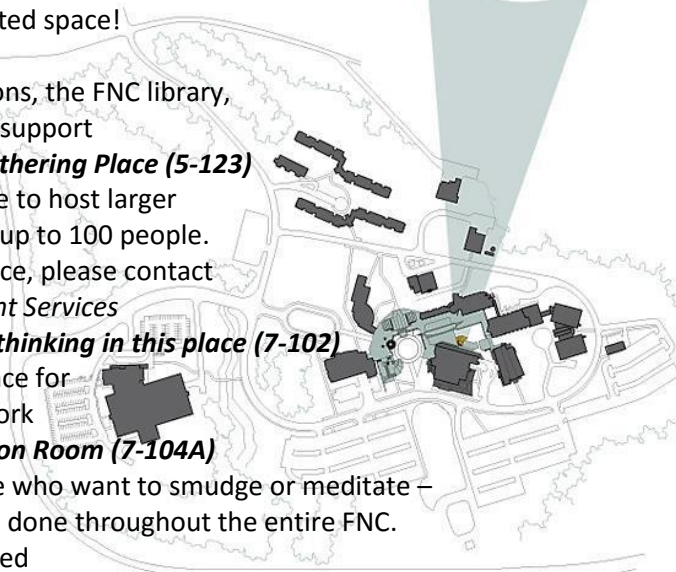 ted space!
ons, the FNC library,
support
thering Place (5-123)
e to host larger
up to 100 people.
ce, please contact
nt Services
thinking in this place (7-102)
ce for
ork
on Room (7-104A)
e who want to smudge or meditate –
done throughout the entire FNC.
ed